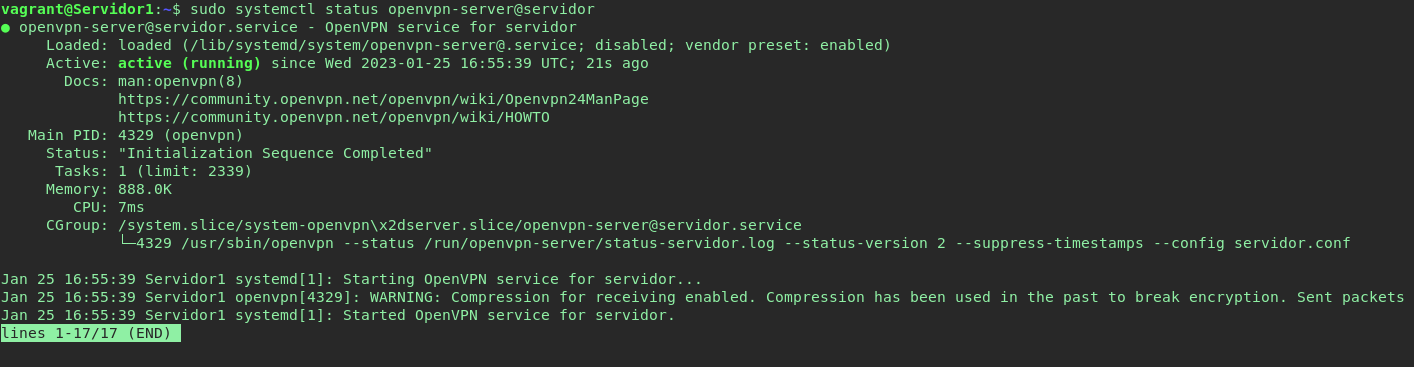 vagrant@Servidor1:~$ sudo systemctl status openvpn-server@servidor
● openvpn-server@servidor.service - OpenVPN service for servidor
     Loaded: loaded (/lib/systemd/system/openvpn-server@.service; disabled; vendor preset: enabled)
     Active: active (running) since Wed 2023-01-25 16:55:39 UTC; 21s ago
       Docs: man:openvpn(8)
             https://community.openvpn.net/openvpn/wiki/Openvpn24ManPage
             https://community.openvpn.net/openvpn/wiki/HOWTO
   Main PID: 4329 (openvpn)
     Status: "Initialization Sequence Completed"
      Tasks: 1 (limit: 2339)
     Memory: 888.0K
        CPU: 7ms
     CGroup: /system.slice/system-openvpn\x2dserver.slice/openvpn-server@servidor.service
             └─4329 /usr/sbin/openvpn --status /run/openvpn-server/status-servidor.log --status-version 2 --suppress-timestamps --config servidor.conf

Jan 25 16:55:39 Servidor1 systemd[1]: Starting OpenVPN service for servidor...
Jan 25 16:55:39 Servidor1 openvpn[4329]: WARNING: Compression for receiving enabled. Compression has been used in the past to break encryption. Sent packets
Jan 25 16:55:39 Servidor1 systemd[1]: Started OpenVPN service for servidor.
lines 1-17/17 (END)